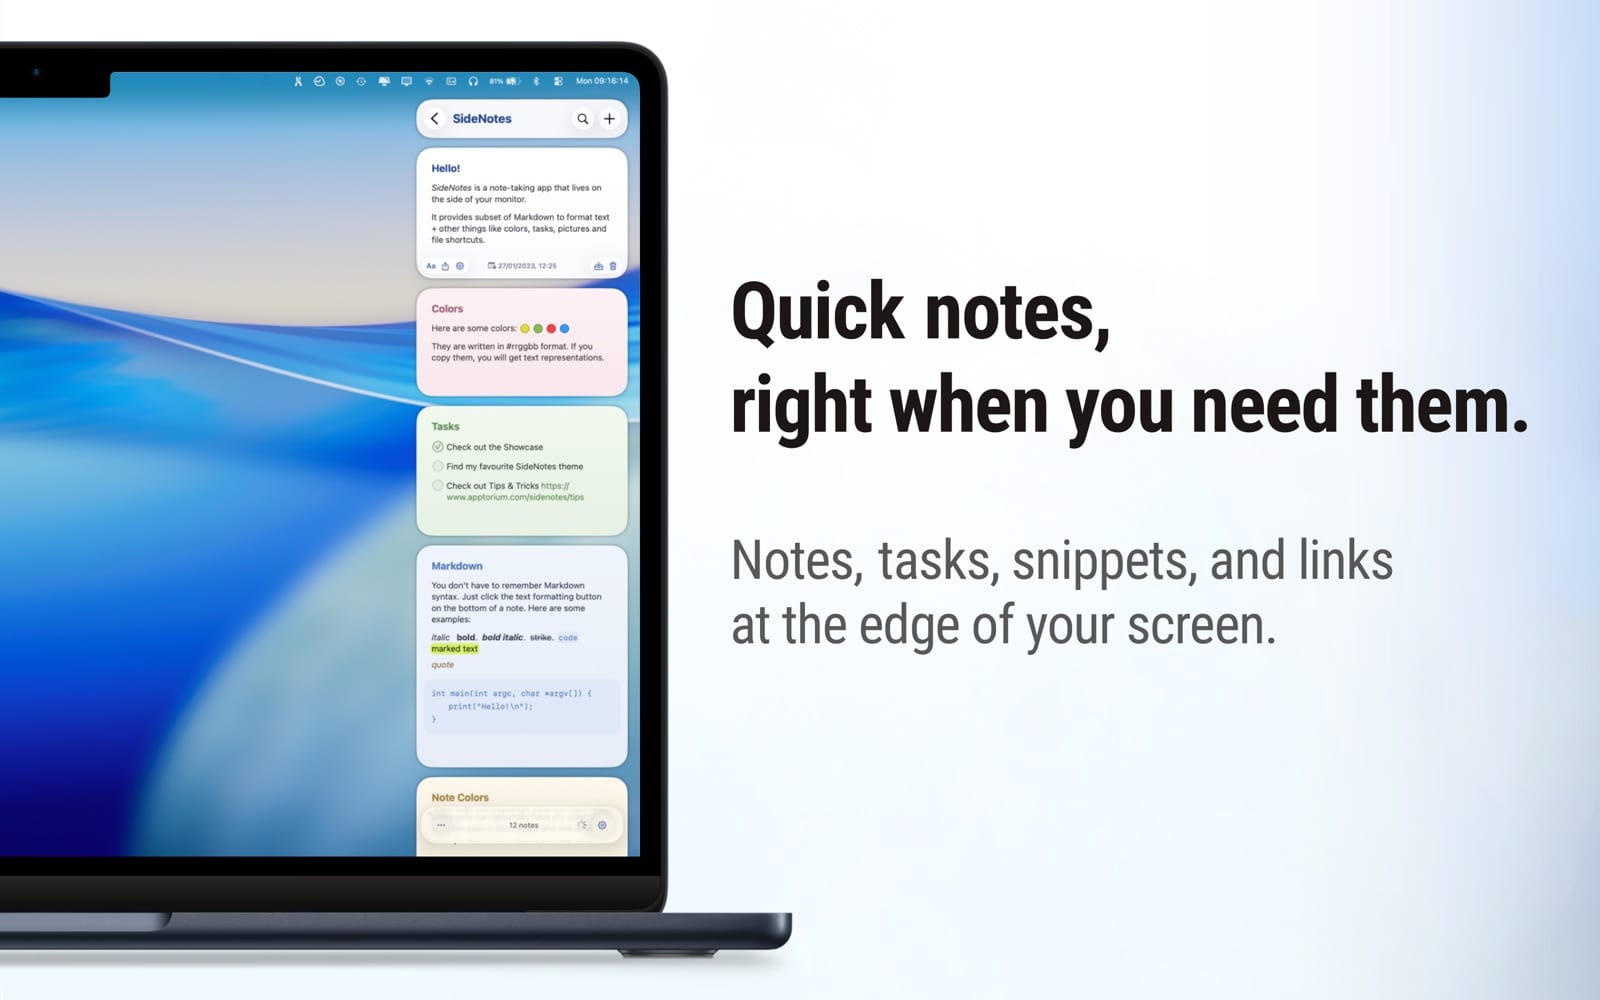 81%
Mon 09:16:14
SideNotes
Hello!
SideNotes is a note-taking app that lives on
the side of your monitor.
It provides subset of Markdown to format text
+ other things like colors, tasks, pictures and
file shortcuts.
Aa
27/01/2023, 12:25
Colors
Here are some colors:
They are written in #rrggbb format. If you
copy them, you will get text representations.
Tasks
Check out the Showcase
Find my favourite SideNotes theme
Check out Tips & Tricks https://
www.apptorium.com/sidenotes/tips
Markdown
You don't have to remember Markdown
syntax. Just click the text formatting button
on the bottom of a note. Here are some
examples:
italic bold. bold italic. strike. code
marked text
quote
int main(int argc, char *argv[]) {
print("Hello!\n");
}
Note Colors
12 notes
Quick notes,
right when you need them.
Notes, tasks, snippets, and links
at the edge of your screen.